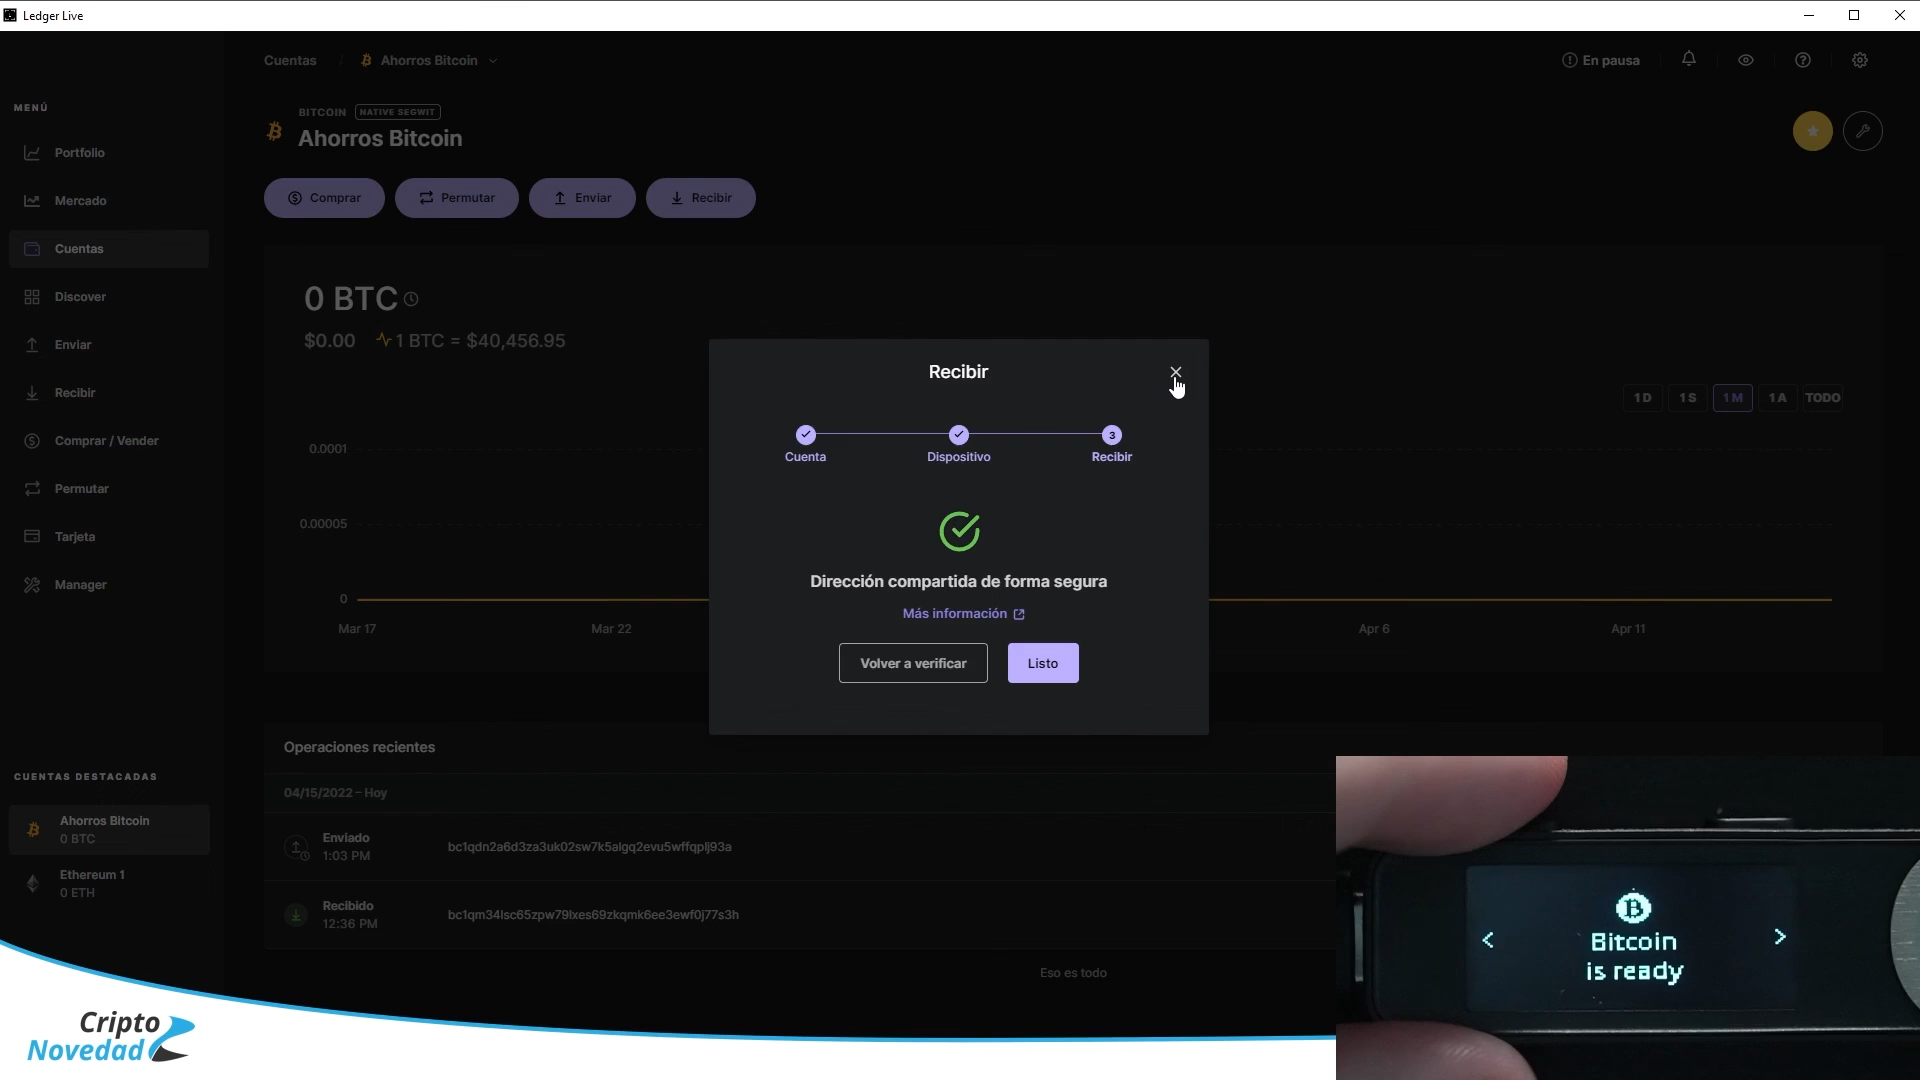 Ledger Live
Cuentas
Ahorros Bitcoin
En pausa
MENÚ
Portfolio
Mercado
Cuentas
Discover
Enviar
Recibir
Comprar / Vender
Permutar
Tarjeta
Manager
CUENTAS DESTACADAS
Ahorros Bitcoin
0 BTC
Ethereum 1
0 ETH
BITCOIN NATIVE SEGWIT
Ahorros Bitcoin
Comprar Permutar Enviar Recibir
0 BTC
$0.00 1 BTC = $40,456.95
1D 1S 1M 1A TODO
0.0001
0.00005
0
Mar 17 Mar 22 Apr 6 Apr 11
Recibir
Cuenta Dispositivo 3 Recibir
Dirección compartida de forma segura
Más información
Volver a verificar Listo
Operaciones recientes
04/15/2022 – Hoy
Enviado
1:03 PM
bc1qdn2a6d3za3uk02sw7k5algq2evu5wffqplj93a
Recibido
12:36 PM
bc1qm34lsc65zpw79lxes69zkqmk6ee3ewf0j77s3h
Eso es todo
Cripto
Novedad
Bitcoin
is ready